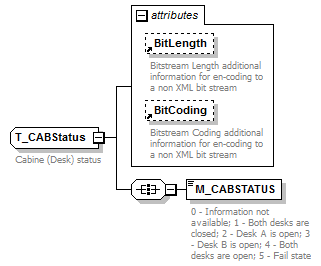 attributes
BitLength
Bitstream Length additional
information for en-coding to
a non XML bit stream
BitCoding
Bitstream Coding additional
information for en-coding to
a non XML bit stream
T_CABStatus
Cabine (Desk) status
M_CABSTATUS
0 - Information not
available; 1 - Both desks are
closed; 2 - Desk A is open; 3
- Desk B is open; 4 - Both
desks are open; 5 - Fail state